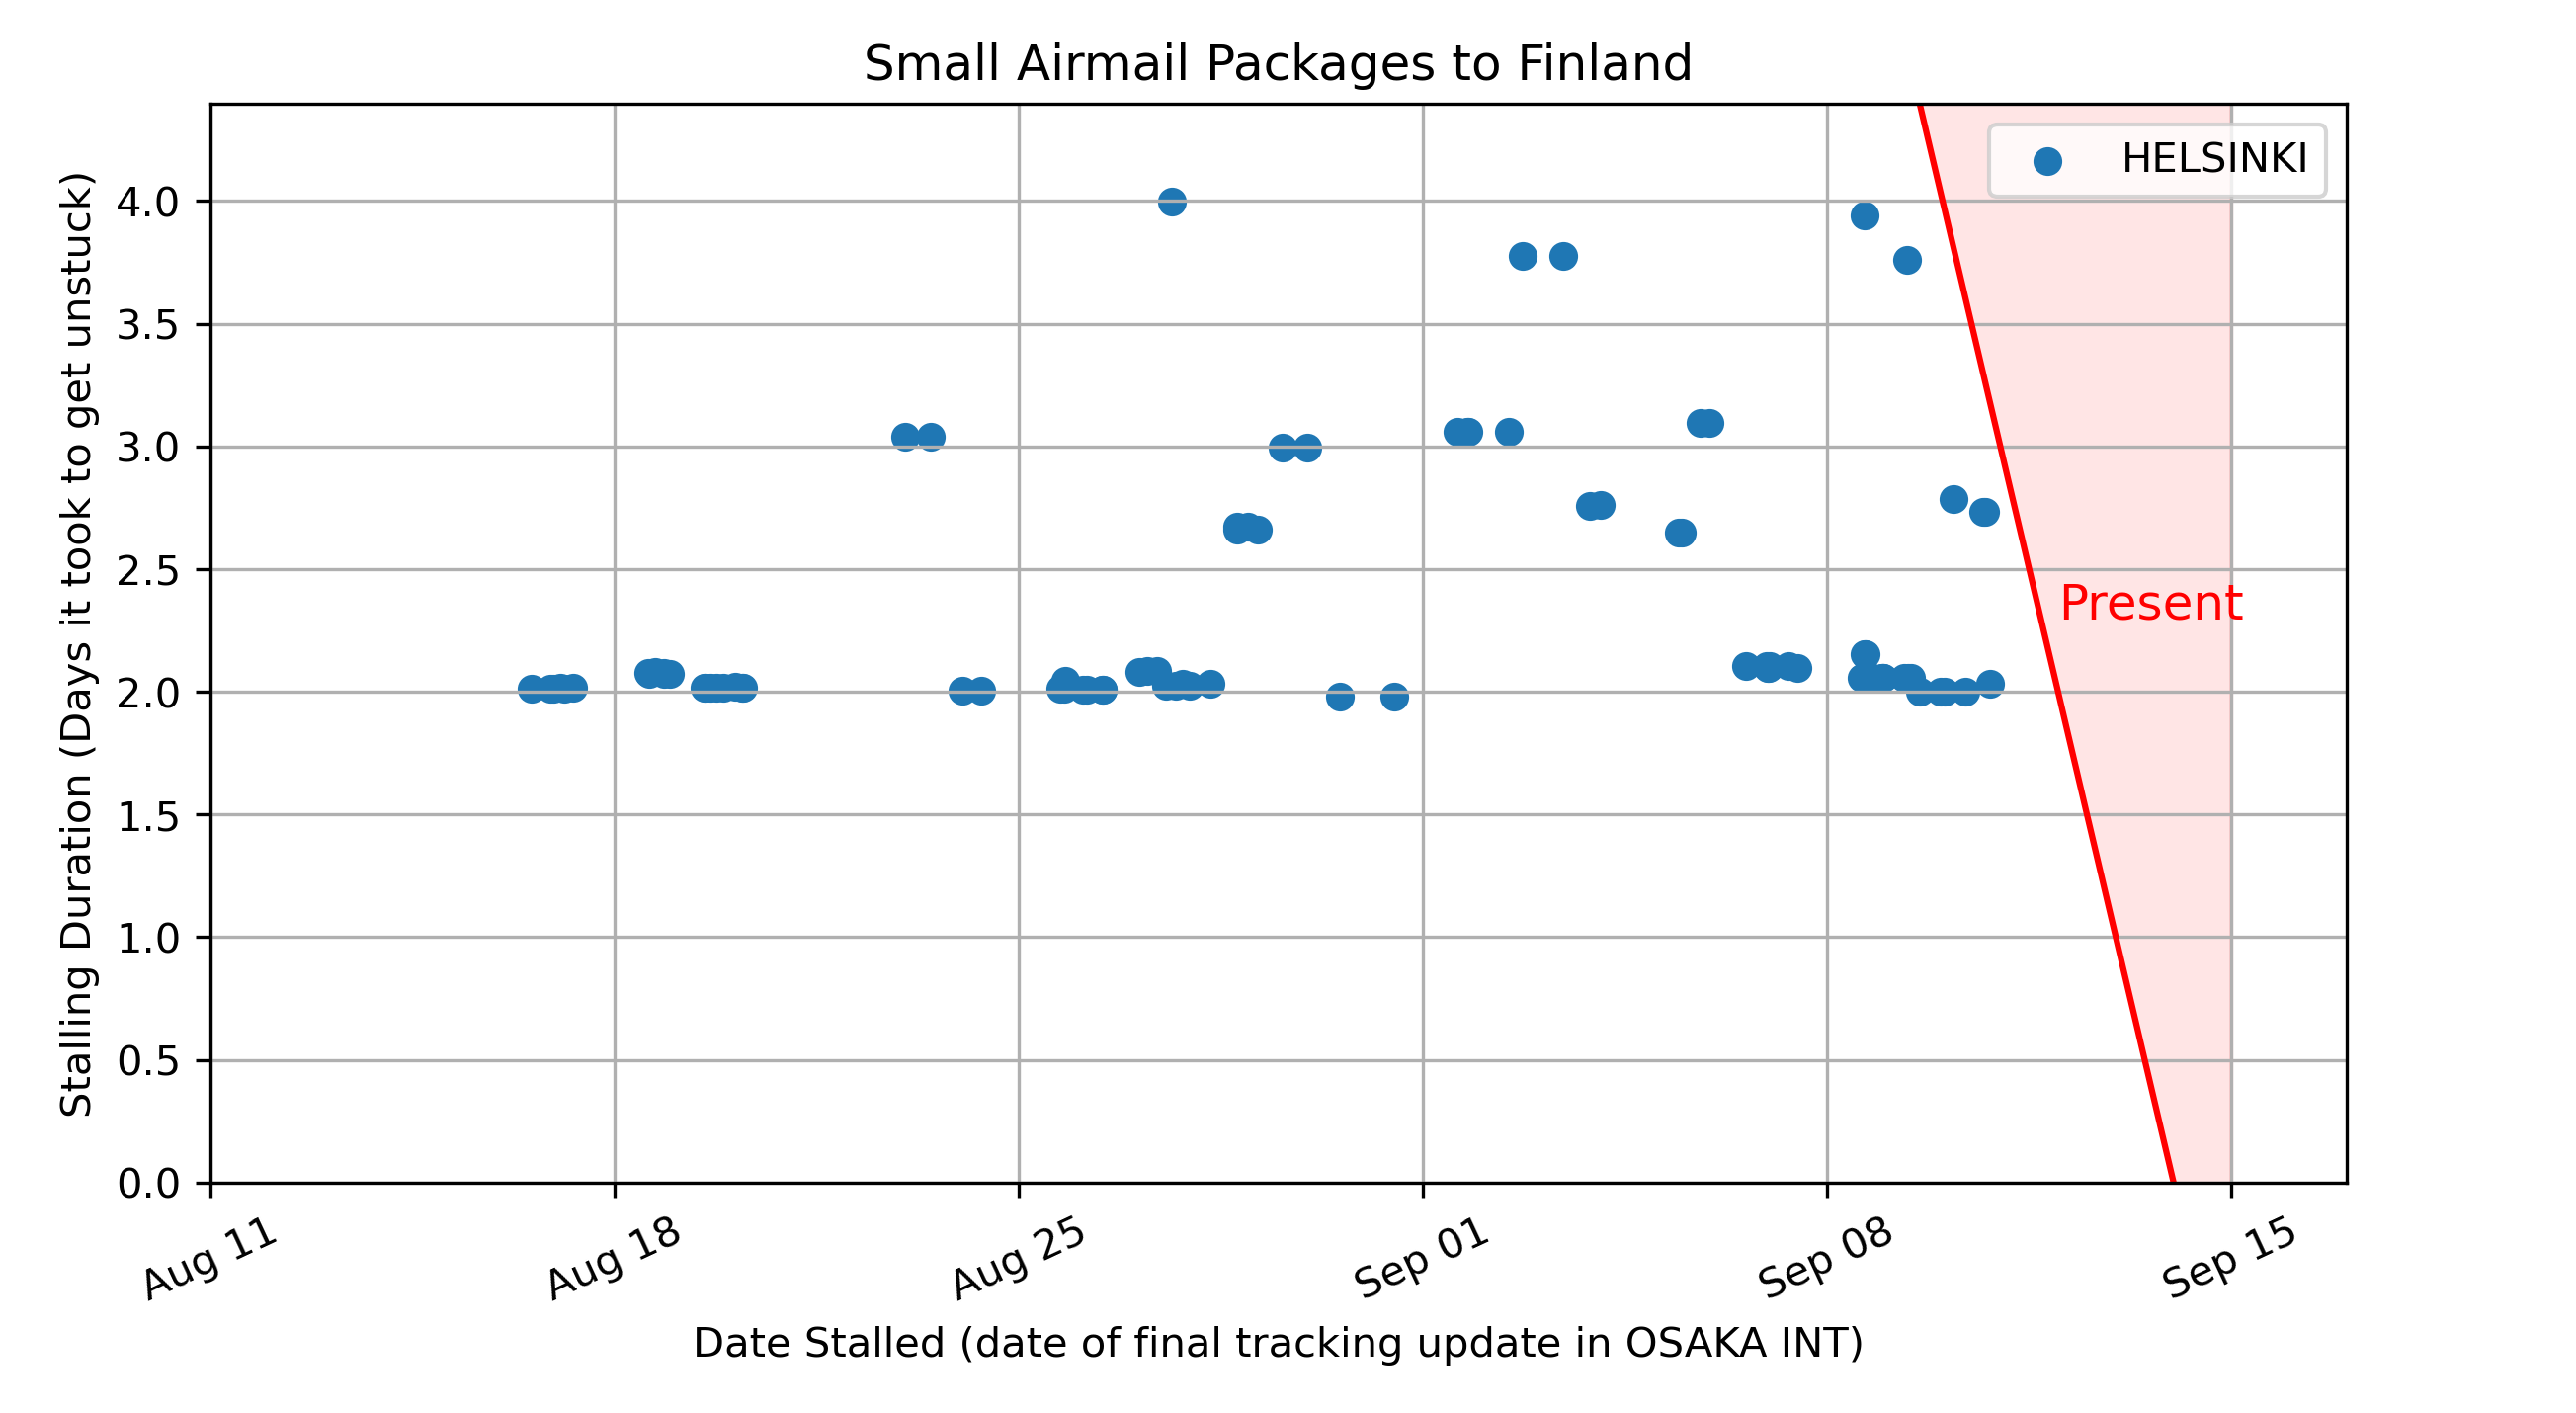 Small Airmail Packages to Finland
HELSINKI
Present
Stalling Duration (Days it took to get unstuck)
4.0
3.5
3.0
2.5
2.0
1.5
1.0
0.5
0.0
Aug 11
Aug 18
Aug 25
Sep 01
Sep 08
Sep 15
Date Stalled (date of final tracking update in OSAKA INT)